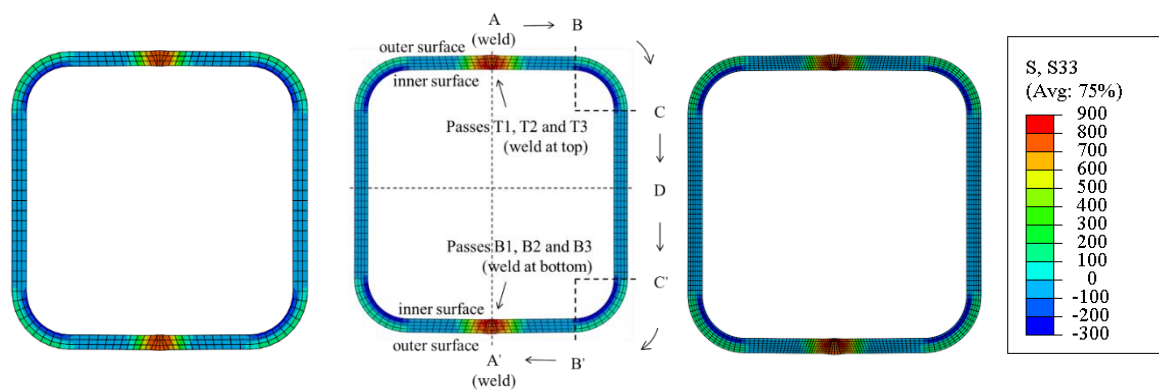 A
B
(weld)
outer surface
inner surface
C
Passes T1, T2 and T3
(weld at top)
D
Passes B1, B2 and B3
(weld at bottom)
C'
inner surface
outer surface
A'
B'
(weld)
S, S33
(Avg: 75%)
900
800
700
600
500
400
300
200
100
0
-100
-200
-300